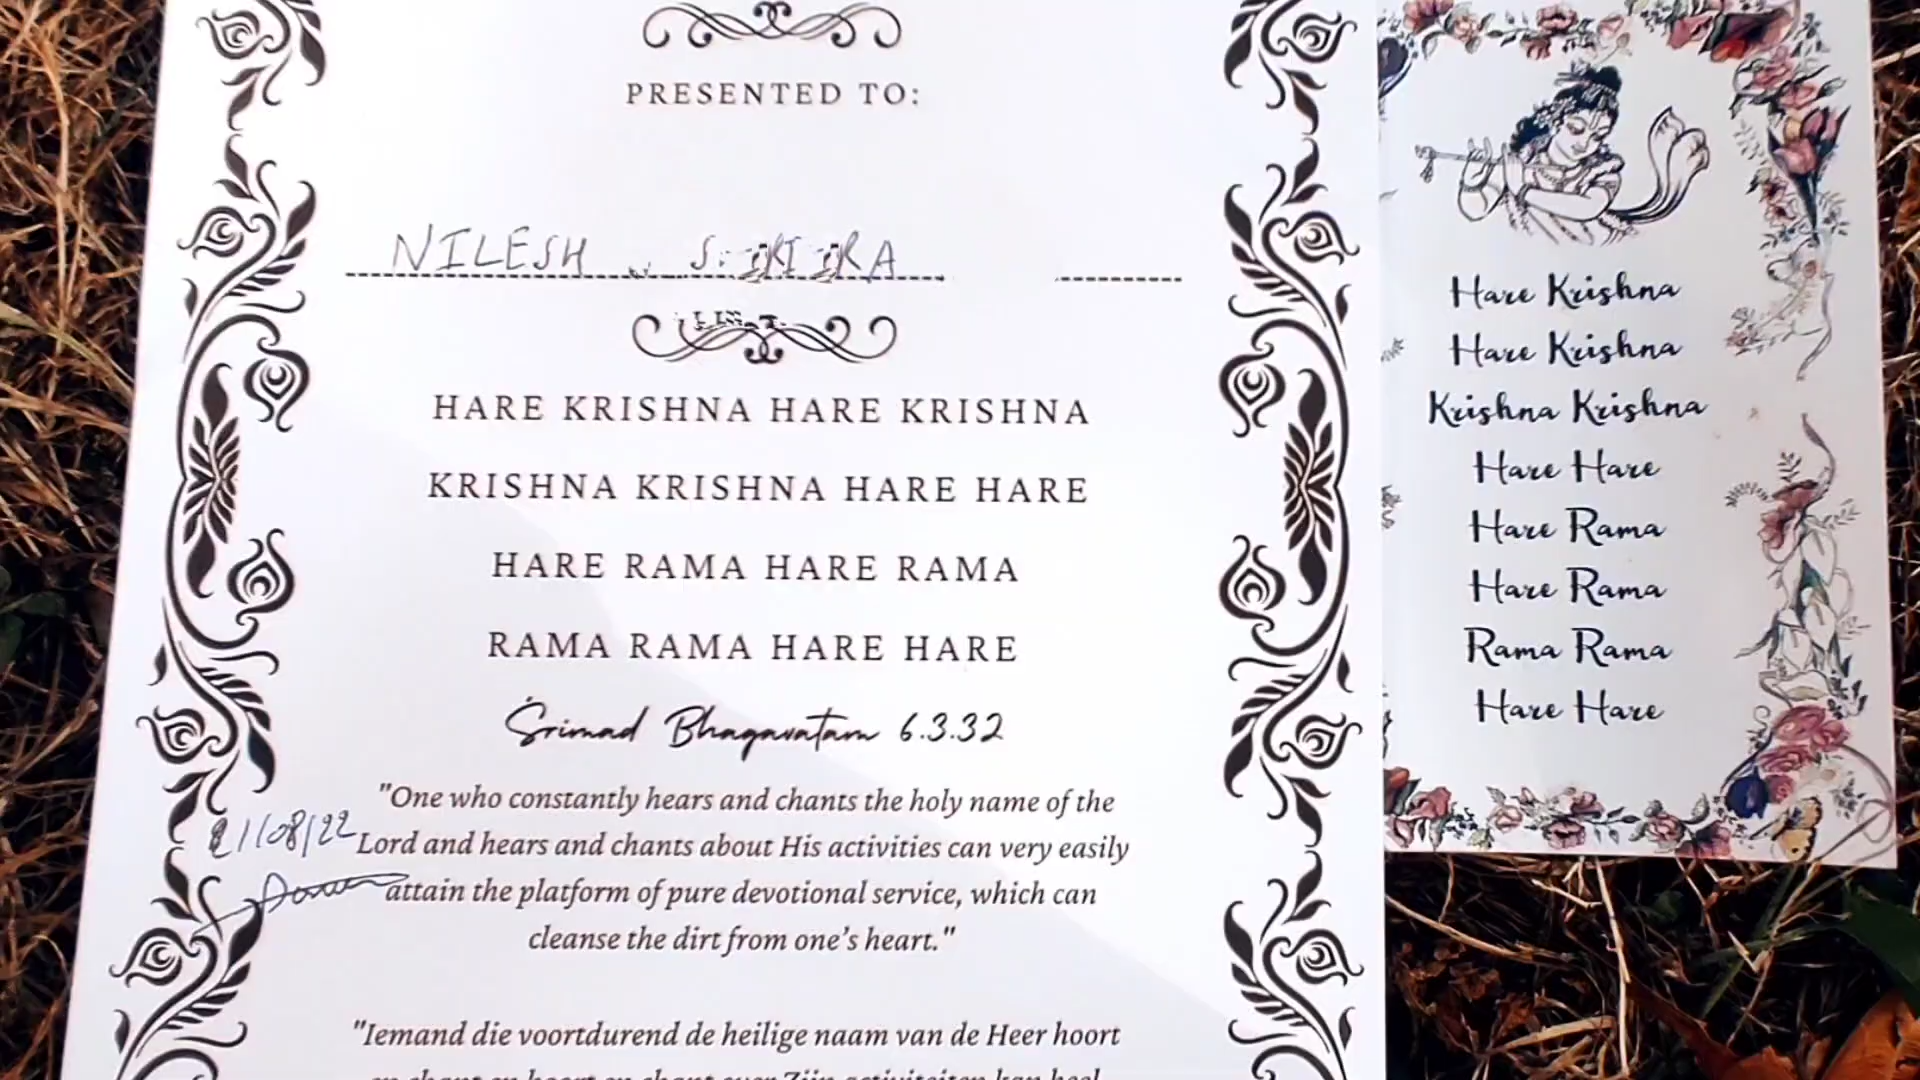 PRESENTED TO:
NILESH
HARE KRISHNA HARE KRISHNA
KRISHNA KRISHNA HARE HARE
HARE RAMA HARE RAMA
RAMA RAMA HARE HARE
Śrimad Bhagavatam 6.3.32
"One who constantly hears and chants the holy name of the
21/08/22
Lord and hears and chants about His activities can very easily
attain the platform of pure devotional service, which can
cleanse the dirt from one's heart."
"Iemand die voortdurend de heilige naam van de Heer hoort
Hare Krishna
Hare Krishna
Krishna Krishna
Hare Hare
Hare Rama
Hare Rama
Rama Rama
Hare Hare